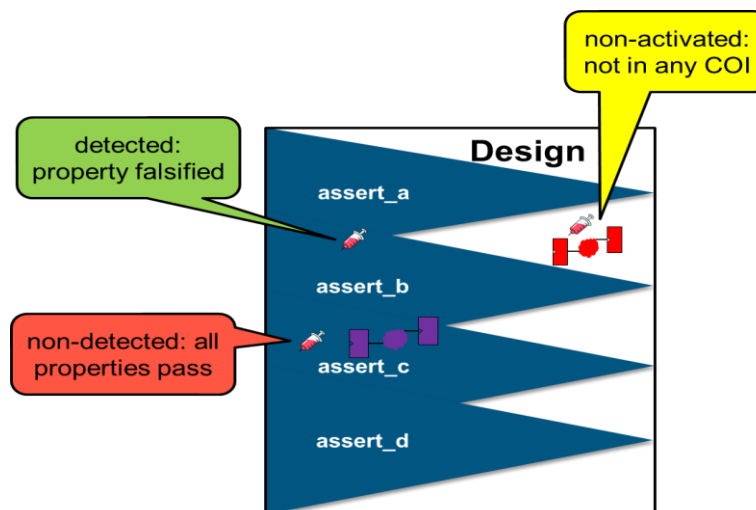 non-activated:
not in any COI
detected:
property falsified
Design
assert_a
assert_b
non-detected: all
properties pass
assert_c
assert_d